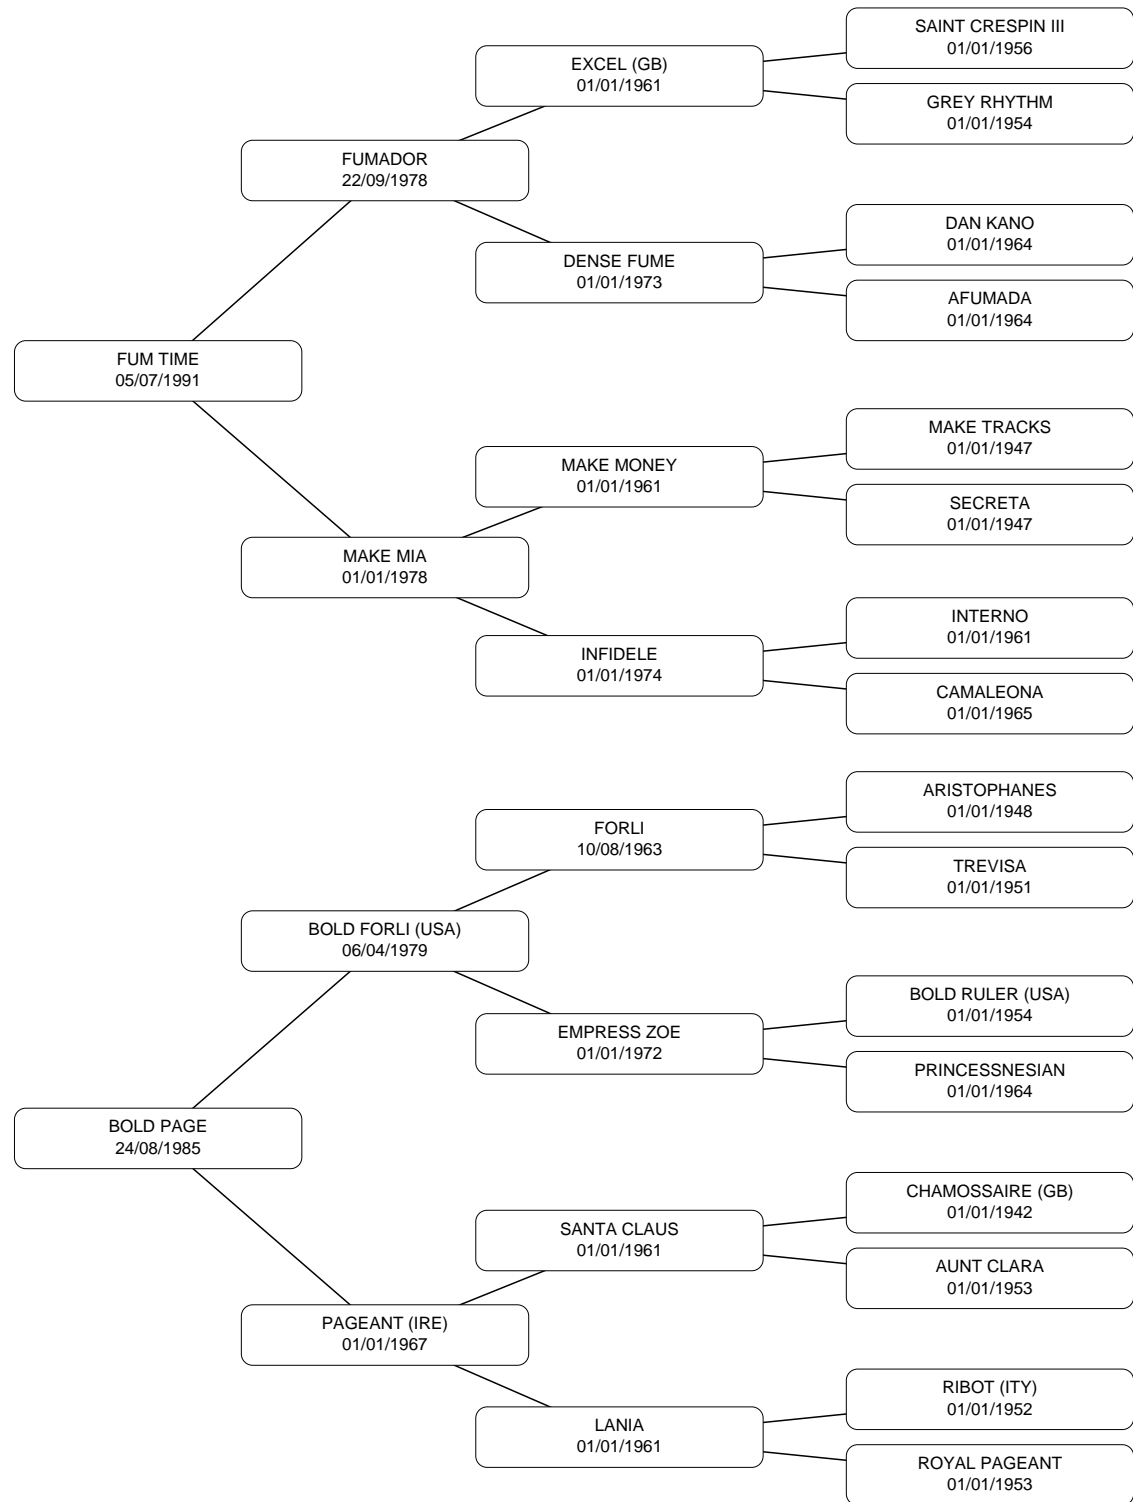 SAINT CRESPIN III
01/01/1956
EXCEL (GB)
01/01/1961
GREY RHYTHM
01/01/1954
FUMADOR
22/09/1978
DAN KANO
01/01/1964
DENSE FUME
01/01/1973
AFUMADA
01/01/1964
FUM TIME
05/07/1991
MAKE TRACKS
01/01/1947
MAKE MONEY
01/01/1961
SECRETA
01/01/1947
MAKE MIA
01/01/1978
INTERNO
01/01/1961
INFIDELE
01/01/1974
CAMALEONA
01/01/1965
ARISTOPHANES
01/01/1948
FORLI
10/08/1963
TREVISA
01/01/1951
BOLD FORLI (USA)
06/04/1979
BOLD RULER (USA)
01/01/1954
EMPRESS ZOE
01/01/1972
PRINCESSNESIAN
01/01/1964
BOLD PAGE
24/08/1985
CHAMOSSAIRE (GB)
01/01/1942
SANTA CLAUS
01/01/1961
AUNT CLARA
01/01/1953
PAGEANT (IRE)
01/01/1967
RIBOT (ITY)
01/01/1952
LANIA
01/01/1961
ROYAL PAGEANT
01/01/1953